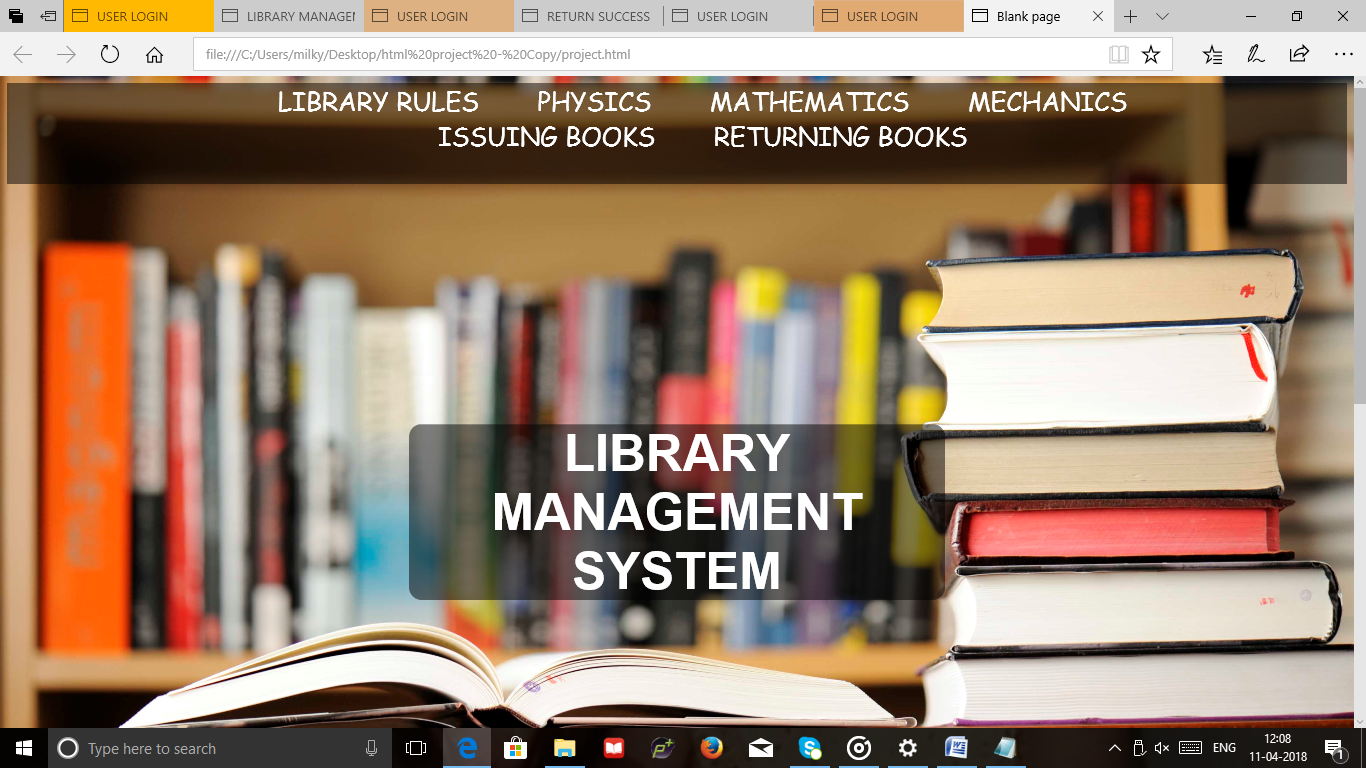 USER LOGIN
LIBRARY MANAGEM
USER LOGIN
RETURN SUCCESS
USER LOGIN
USER LOGIN
Blank page
file:///C:/Users/milky/Desktop/html%20project%20-%20Copy/project.html
LIBRARY RULES PHYSICS MATHEMATICS MECHANICS
ISSUING BOOKS RETURNING BOOKS
LIBRARY
MANAGEMENT
SYSTEM
Type here to search
ENG
12:08
11-04-2018
1